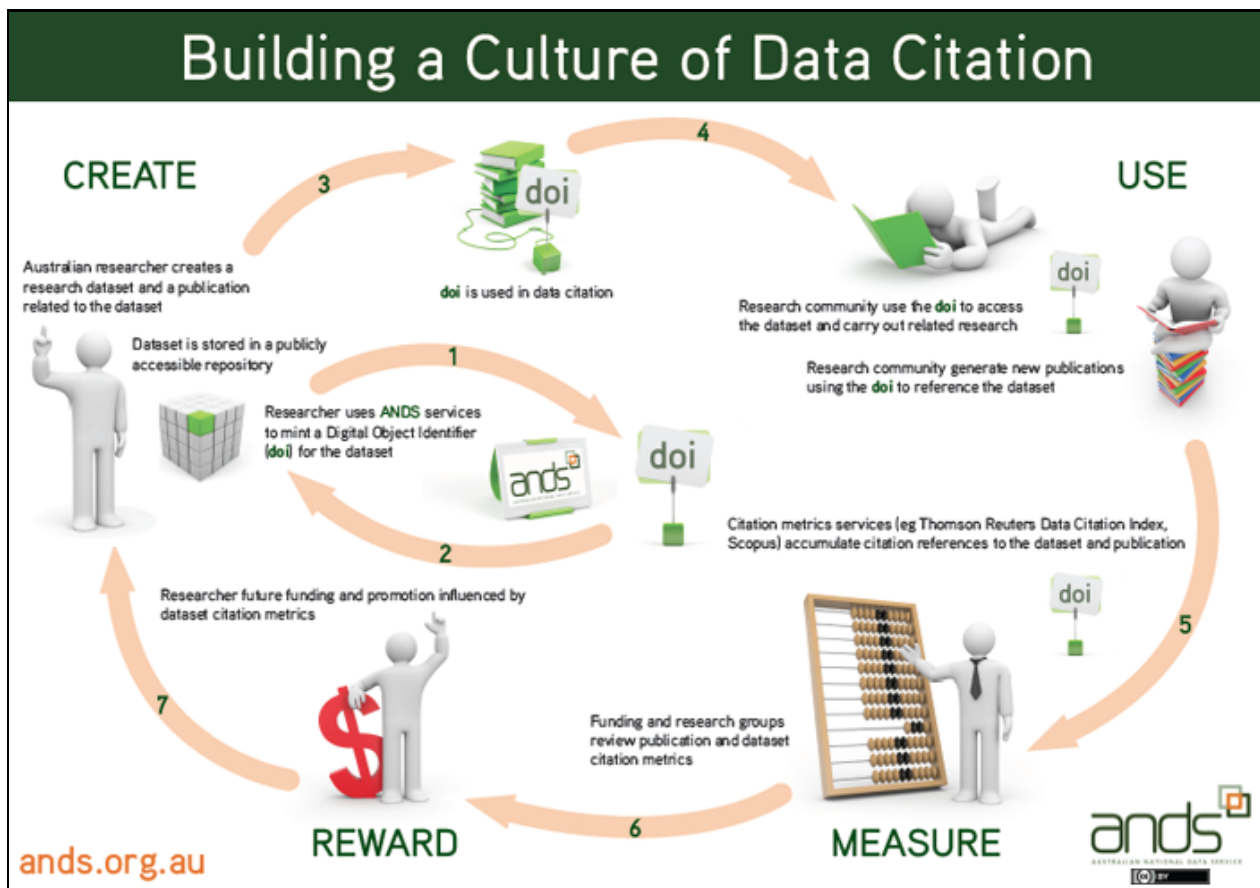 Building a Culture of Data Citation
CREATE
3
4
USE
doi
Australian researcher creates a
research dataset and a publication
related to the dataset
doi is used in data citation
doi
Research community use the doi to access
the dataset and carry out related research
Dataset is stored in a publicly
accessible repository
1
Research community generate new publications
using the doi to reference the dataset
Researcher uses ANDS services
to mint a Digital Object Identifier
(doi) for the dataset
ands
doi
2
Citation metrics services (eg Thomson Reuters Data Citation Index,
Scopus) accumulate citation references to the dataset and publication
Researcher future funding and promotion influenced by
dataset citation metrics
doi
5
7
$
Funding and research groups
review publication and dataset
citation metrics
6
REWARD
MEASURE
ands.org.au
ands
AUSTRALIAN NATIONAL DATA SERVICE
(cc) BY